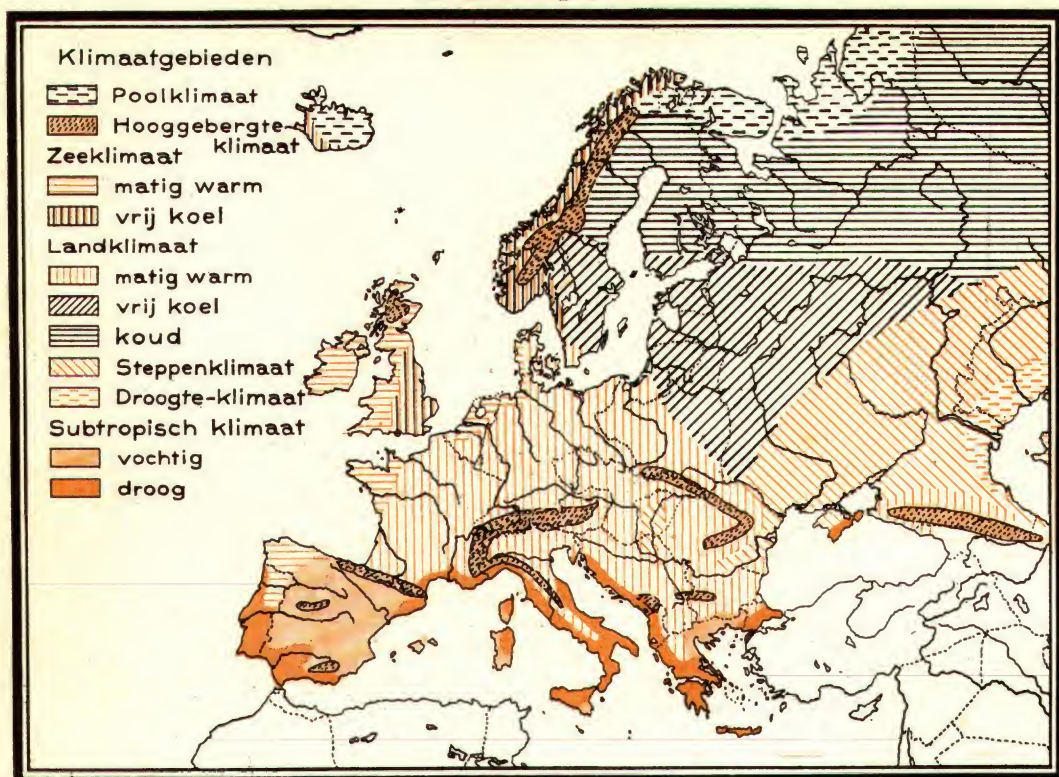 Klimaatgebieden
Poolklimaat
Hooggebergte-
klimaat
Zeeklimaat
matig warm
vrij koel
Landklimaat
matig warm
vrij koel
koud
Steppenklimaat
Droogte-klimaat
Subtropisch klimaat
vochtig
droog